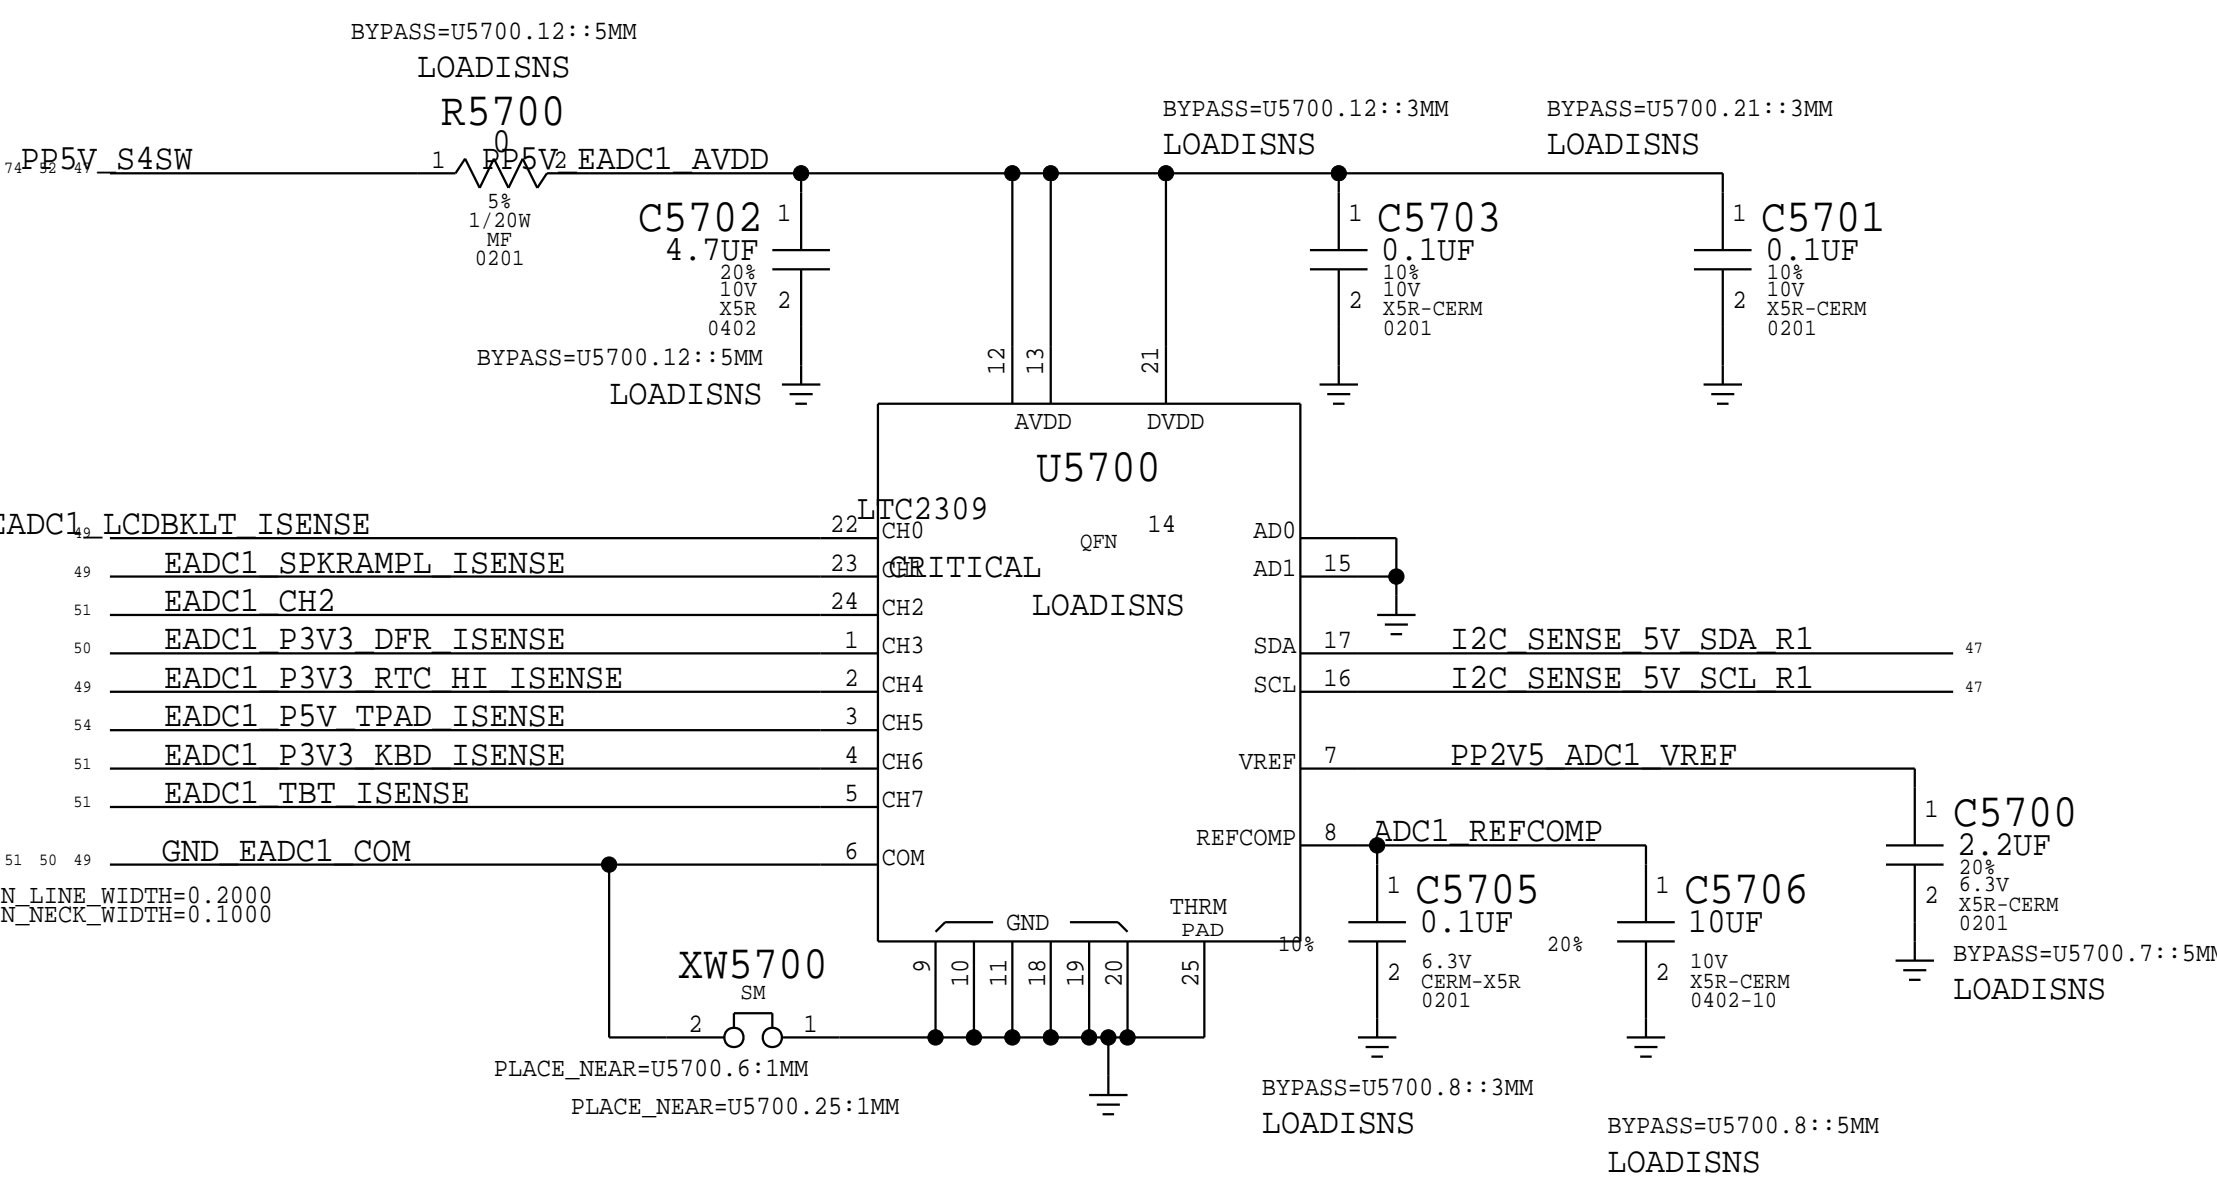 BYPASS=U5700.12::5MM
LOADISNS
R5700
0
74 52 47 PP5V_S4SW
1 2
PP5V_EADC1_AVDD
5%
1/20W
MF
0201
BYPASS=U5700.12::3MM
LOADISNS
BYPASS=U5700.21::3MM
LOADISNS
C5702 1
4.7UF
20%
10V
X5R
0402
2
BYPASS=U5700.12::5MM
LOADISNS
1 C5703
0.1UF
10%
10V
X5R-CERM
0201
2
1 C5701
0.1UF
10%
10V
X5R-CERM
0201
2
12 13 21
AVDD DVDD
U5700
LTC2309
QFN
CRITICAL
LOADISNS
EADC1_LCDBKLT_ISENSE 49 22 CH0
49 EADC1_SPKRAMPL_ISENSE 23 CH1
51 EADC1_CH2 24 CH2
50 EADC1_P3V3_DFR_ISENSE 1 CH3
49 EADC1_P3V3_RTC_HI_ISENSE 2 CH4
54 EADC1_P5V_TPAD_ISENSE 3 CH5
51 EADC1_P3V3_KBD_ISENSE 4 CH6
51 EADC1_TBT_ISENSE 5 CH7
51 50 49 GND_EADC1_COM 6 COM
N_LINE_WIDTH=0.2000
N_NECK_WIDTH=0.1000
AD0 14
AD1 15
SDA 17 I2C_SENSE_5V_SDA_R1 47
SCL 16 I2C_SENSE_5V_SCL_R1 47
VREF 7 PP2V5_ADC1_VREF
REFCOMP 8 ADC1_REFCOMP
THRM
PAD
GND
9 10 11 18 19 20 25
XW5700
SM
2 1
PLACE_NEAR=U5700.6:1MM
PLACE_NEAR=U5700.25:1MM
1 C5705
0.1UF
10%
6.3V
CERM-X5R
0201
2
BYPASS=U5700.8::3MM
LOADISNS
1 C5706
10UF
20%
10V
X5R-CERM
0402-10
2
BYPASS=U5700.8::5MM
LOADISNS
1 C5700
2.2UF
20%
6.3V
X5R-CERM
0201
2
BYPASS=U5700.7::5MM
LOADISNS